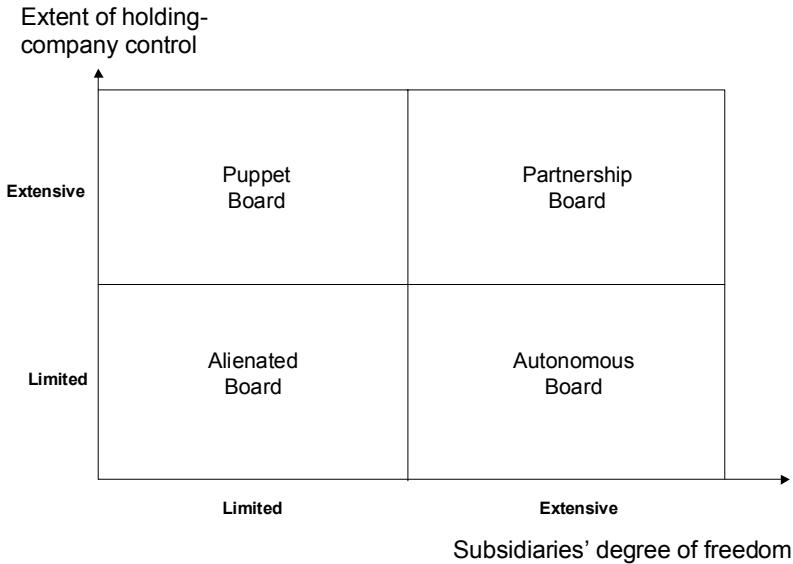 Extent of holding-
company control
Extensive
Puppet
Board
Partnership
Board
Limited
Alienated
Board
Autonomous
Board
Limited
Extensive
Subsidiaries' degree of freedom